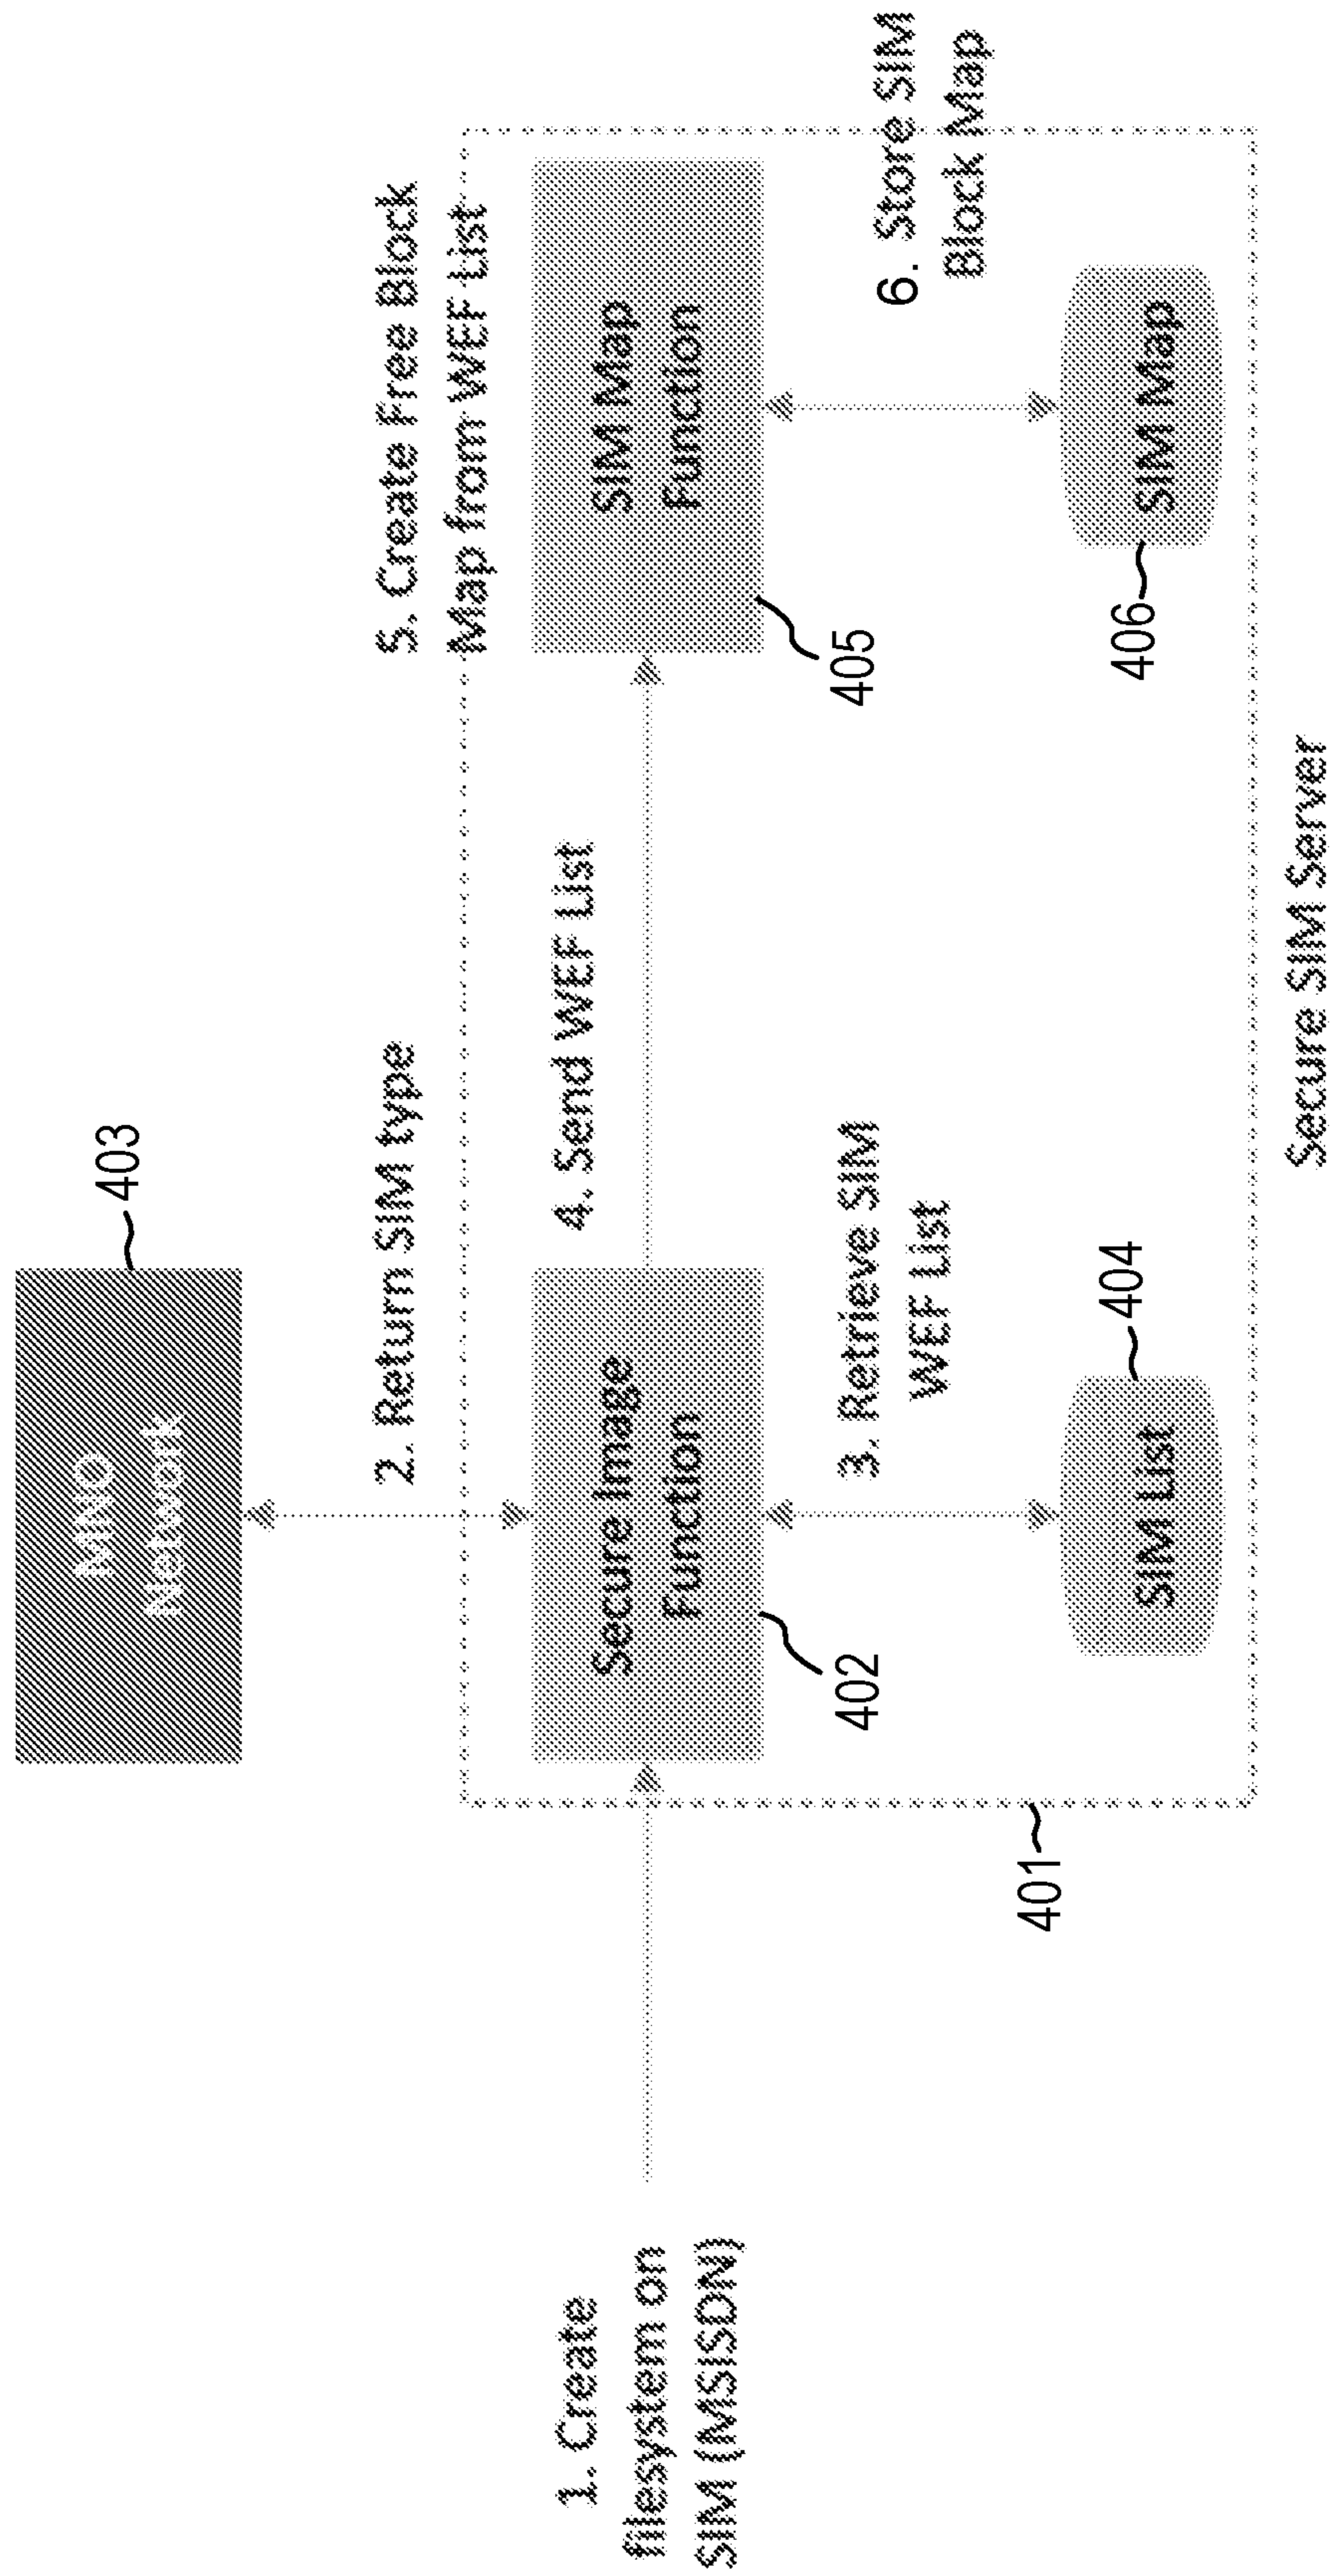 MNO
Network
403
2. Return SIM type
5. Create Free Block
Map from WEF List
4. Send WEF List
1. Create
filesystem on
SIM (MSISDN)
Secure Image
Function
SIM Map
Function
402
405
3. Retrieve SIM
WEF List
6. Store SIM
Block Map
401
404
406
SIM List
SIM Map
Secure SIM Server